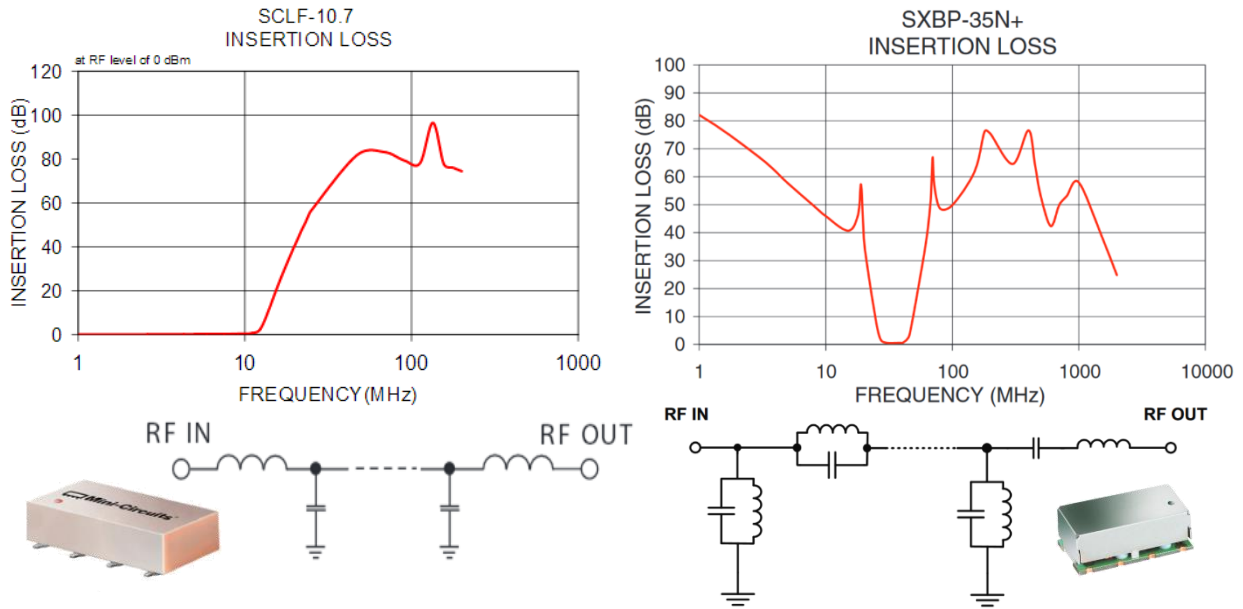 SCLF-10.7
INSERTION LOSS
at RF level of 0 dBm
120
100
80
60
40
20
0
INSERTION LOSS (dB)
1
10
100
1000
FREQUENCY(MHz)
RF IN
RF OUT
Mini-Circuits
SXBP-35N+
INSERTION LOSS
100
90
80
70
60
50
40
30
20
10
0
INSERTION LOSS (dB)
1
10
100
1000
10000
FREQUENCY (MHz)
RF IN
RF OUT